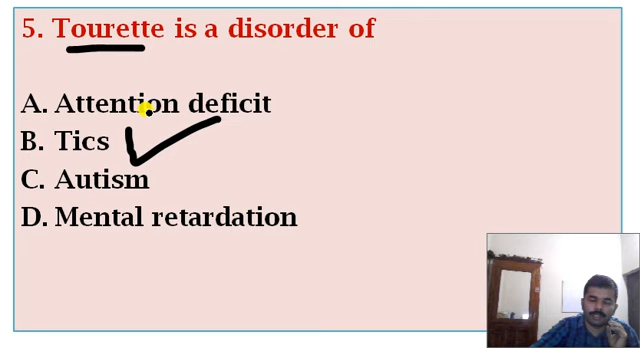 5. Tourette is a disorder of
A. Attention deficit
B. Tics
C. Autism
D. Mental retardation